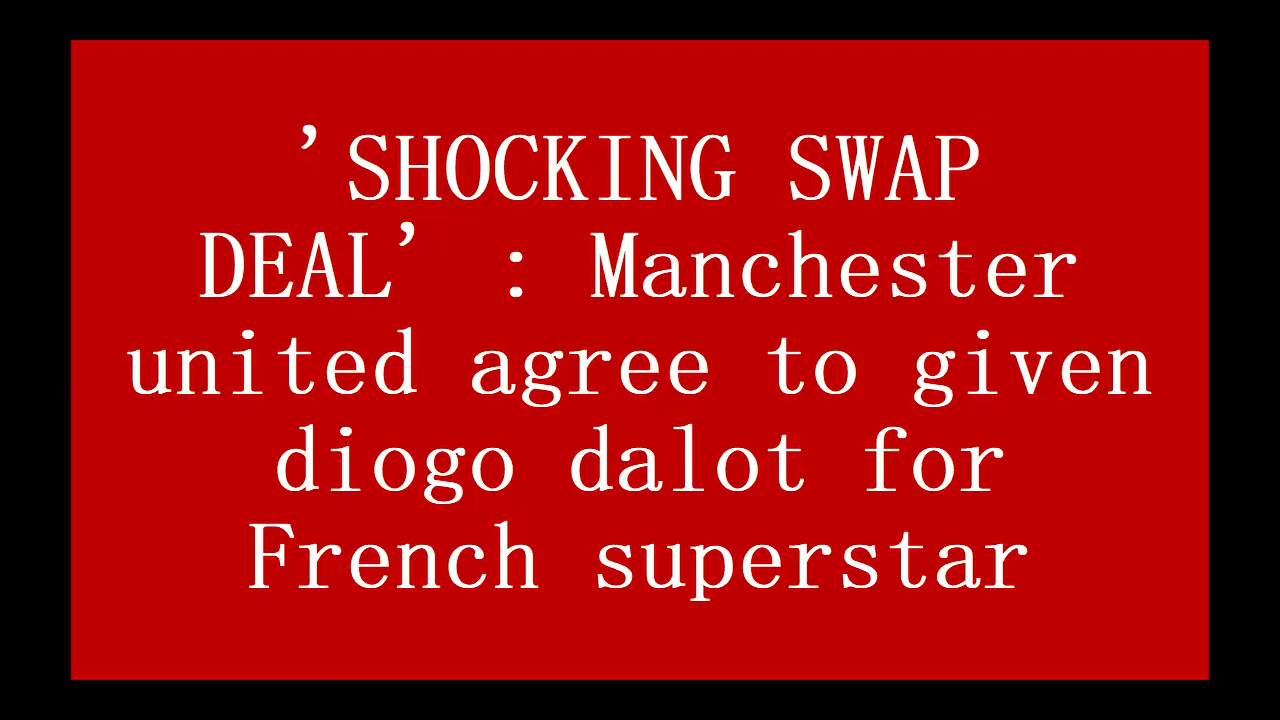 ’SHOCKING SWAP
DEAL’ : Manchester
united agree to given
diogo dalot for
French superstar